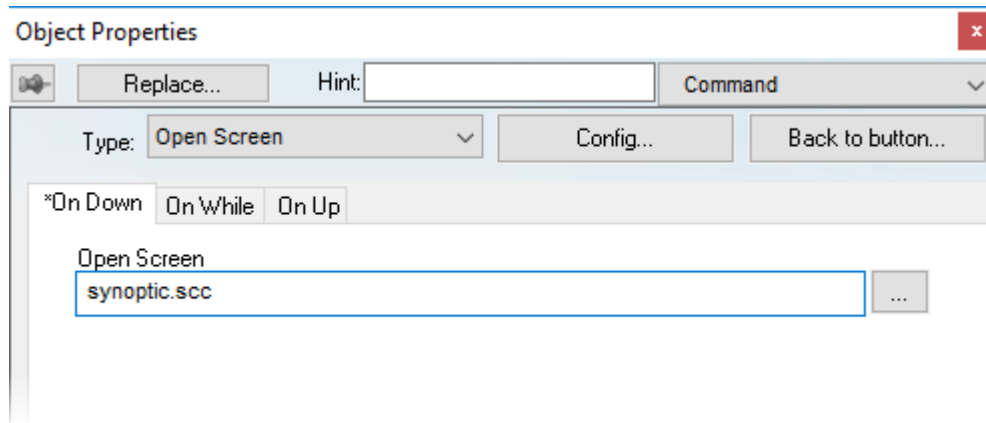 Object Properties
x
Replace... Hint: Command
Type: Open Screen Config... Back to button...
*On Down On While On Up
Open Screen
synoptic.scc ...